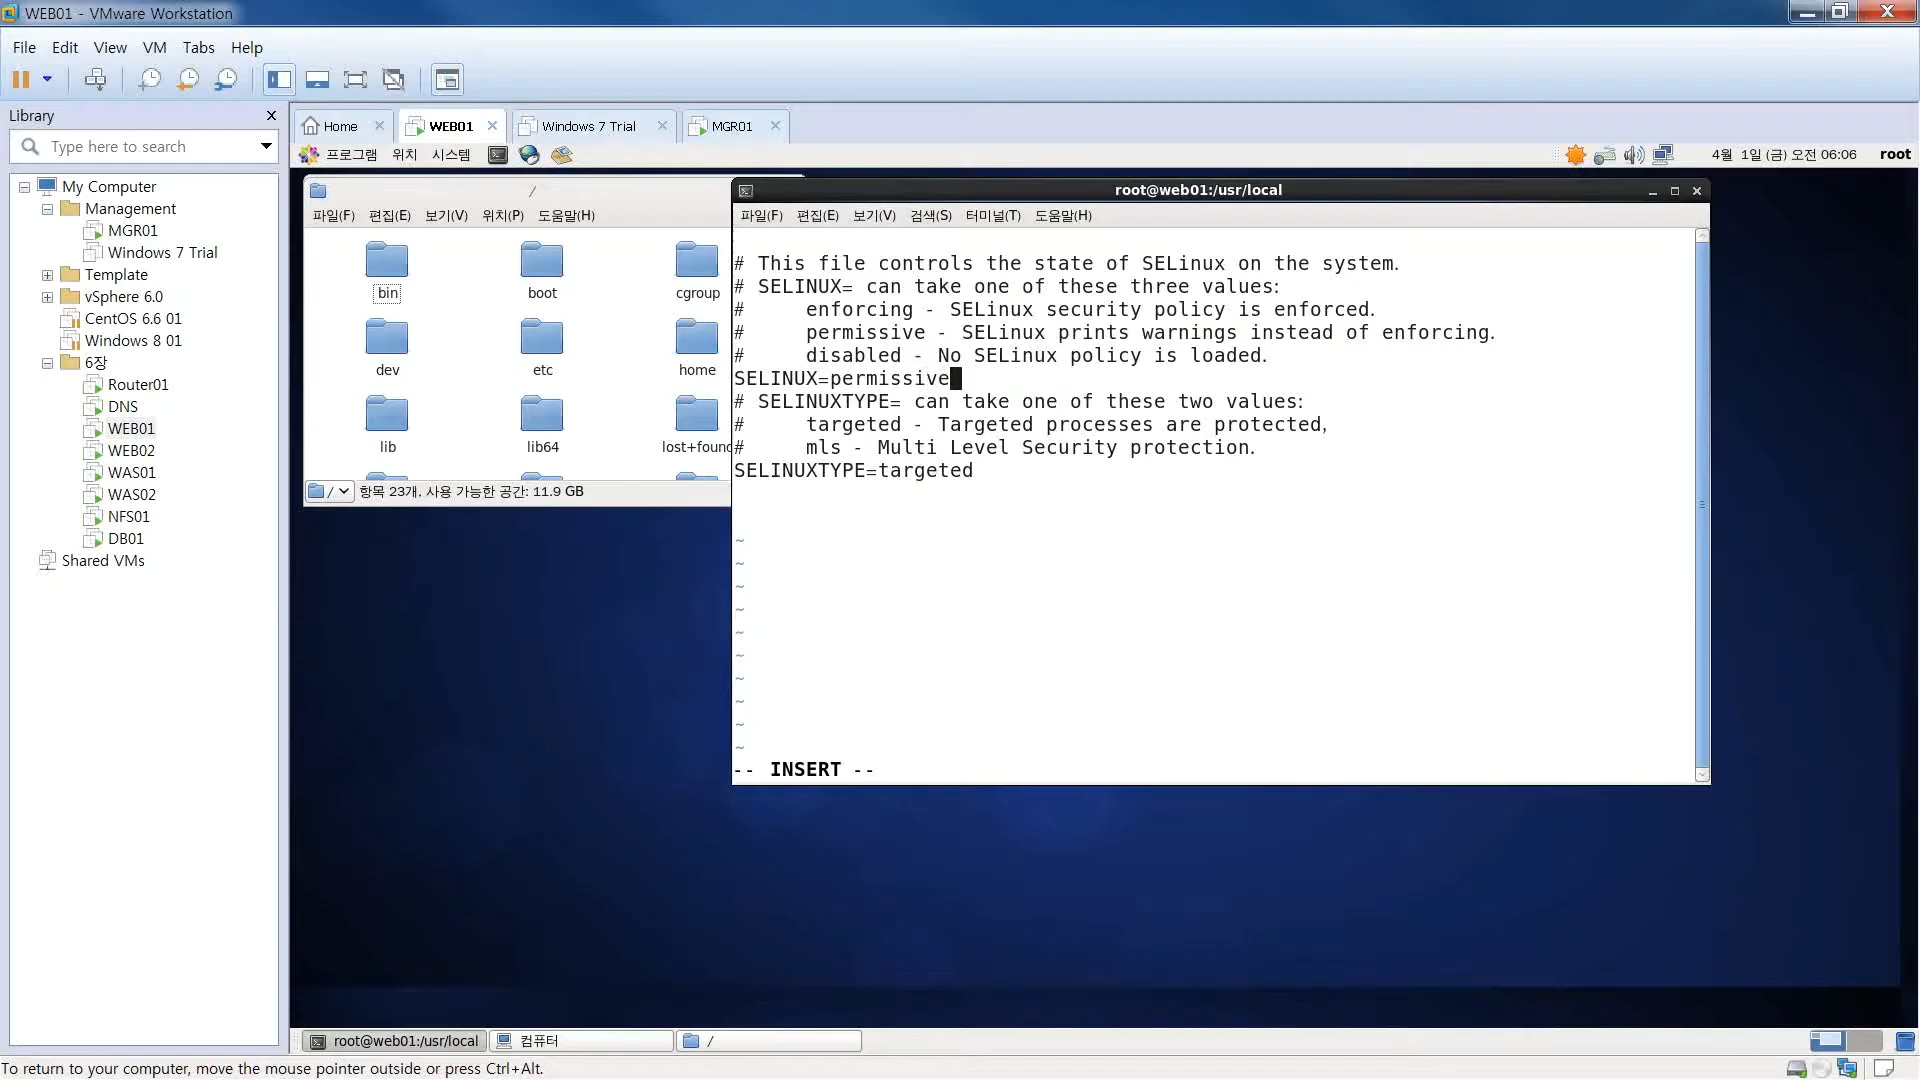 WEB01 - VMware Workstation
File Edit View VM Tabs Help
Library
Type here to search
My Computer
Management
MGR01
Windows 7 Trial
Template
vSphere 6.0
CentOS 6.6 01
Windows 8 01
6장
Router01
DNS
WEB01
WEB02
WAS01
WAS02
NFS01
DB01
Shared VMs
Home WEB01 Windows 7 Trial MGR01
프로그램 위치 시스템 4월 1일 (금) 오전 06:06 root
/
파일(F) 편집(E) 보기(V) 위치(P) 도움말(H)
bin boot cgroup
dev etc home
lib lib64 lost+foun
/ 항목 23개, 사용 가능한 공간: 11.9 GB
root@web01:/usr/local
파일(F) 편집(E) 보기(V) 검색(S) 터미널(T) 도움말(H)
# This file controls the state of SELinux on the system.
# SELINUX= can take one of these three values:
# enforcing - SELinux security policy is enforced.
# permissive - SELinux prints warnings instead of enforcing.
# disabled - No SELinux policy is loaded.
SELINUX=permissive
# SELINUXTYPE= can take one of these two values:
# targeted - Targeted processes are protected,
# mls - Multi Level Security protection.
SELINUXTYPE=targeted
~
~
~
~
~
~
~
~
~
~
-- INSERT --
root@web01:/usr/local 컴퓨터 /
To return to your computer, move the mouse pointer outside or press Ctrl+Alt.